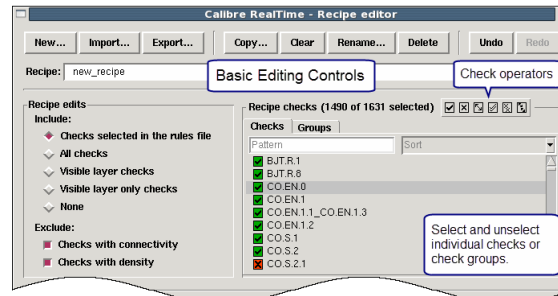 Calibre RealTime - Recipe editor
New... Import... Export... Copy... Clear Rename... Delete Undo Redo
Recipe: new_recipe
Basic Editing Controls
Check operators
Recipe edits
Include:
Checks selected in the rules file
All checks
Visible layer checks
Visible layer only checks
None
Exclude:
Checks with connectivity
Checks with density
Recipe checks (1490 of 1631 selected)
Checks Groups
Pattern Sort
BJT.R.1
BJT.R.8
CO.EN.0
CO.EN.1
CO.EN.1.1_CO.EN.1.3
CO.EN.1.2
CO.S.1
CO.S.2
CO.S.2.1
Select and unselect
individual checks or
check groups.